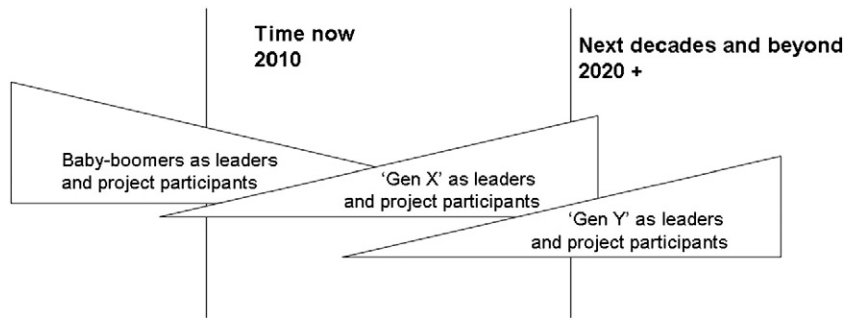 Time now
2010
Next decades and beyond
2020 +
Baby-boomers as leaders
and project participants
‘Gen X’ as leaders
and project participants
‘Gen Y’ as leaders
and project participants